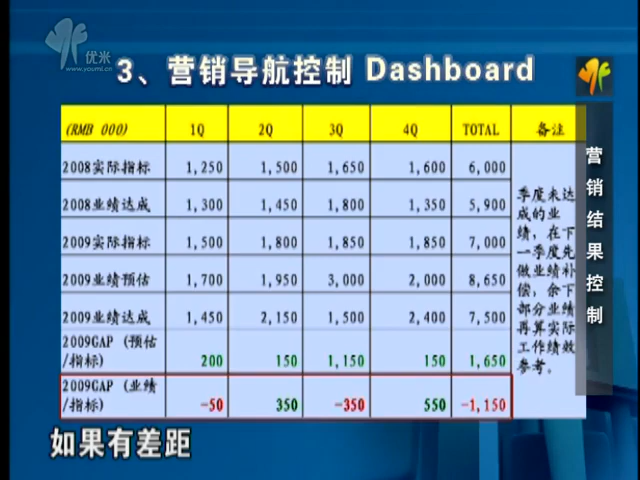 优米
www.youmi.cn
3、营销导航控制 Dashboard
(RMB 000) 1Q 2Q 3Q 4Q TOTAL 备注
2008实际指标 1,250 1,500 1,650 1,600 6,000
2008业绩达成 1,300 1,450 1,800 1,350 5,900
2009实际指标 1,500 1,800 1,850 1,850 7,000
2009业绩预估 1,700 1,950 3,000 2,000 8,650
2009业绩达成 1,450 2,150 1,500 2,400 7,500
2009GAP (预估
/指标) 200 150 1,150 150 1,650
2009GAP (业绩
/指标) -50 350 -350 550 -1,150
季度未达
成的业
绩，在下
一季度先
做业绩补
偿，余下
部分业绩
再算实际
工作绩效
参考。
营销结果控制
如果有差距